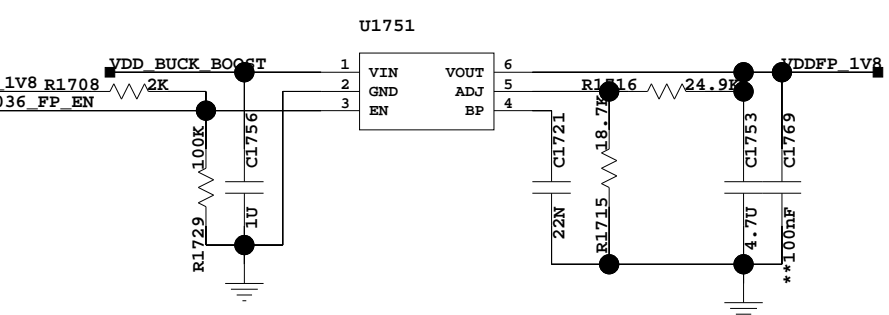 U1751
VDD_BUCK_BOOST
1
VIN
VOUT
6
VDDFP_1V8
_1V8
R1708
2K
2
GND
ADJ
5
R1716
24.9K
036_FP_EN
3
EN
BP
4
100K
R1729
C1756
1U
C1721
22N
18.7K
R1715
C1753
4.7U
C1769
**100nF